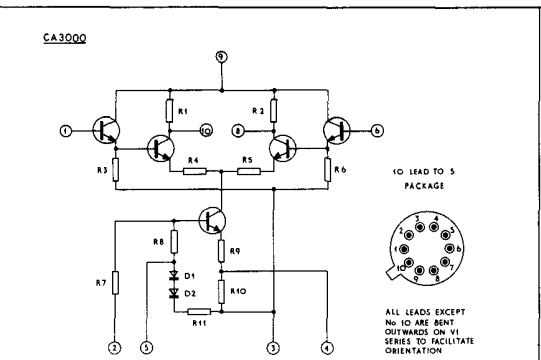 CA3000
9
R1
R2
1
10
8
6
R3
R4
R5
R6
10 LEAD TO 5
PACKAGE
R8
R9
R7
D1
D2
R10
R11
2
5
3
4
3
4
2
5
1
6
10
7
9
8
ALL LEADS EXCEPT
No 10 ARE BENT
OUTWARDS ON V1
SERIES TO FACILITATE
ORIENTATION